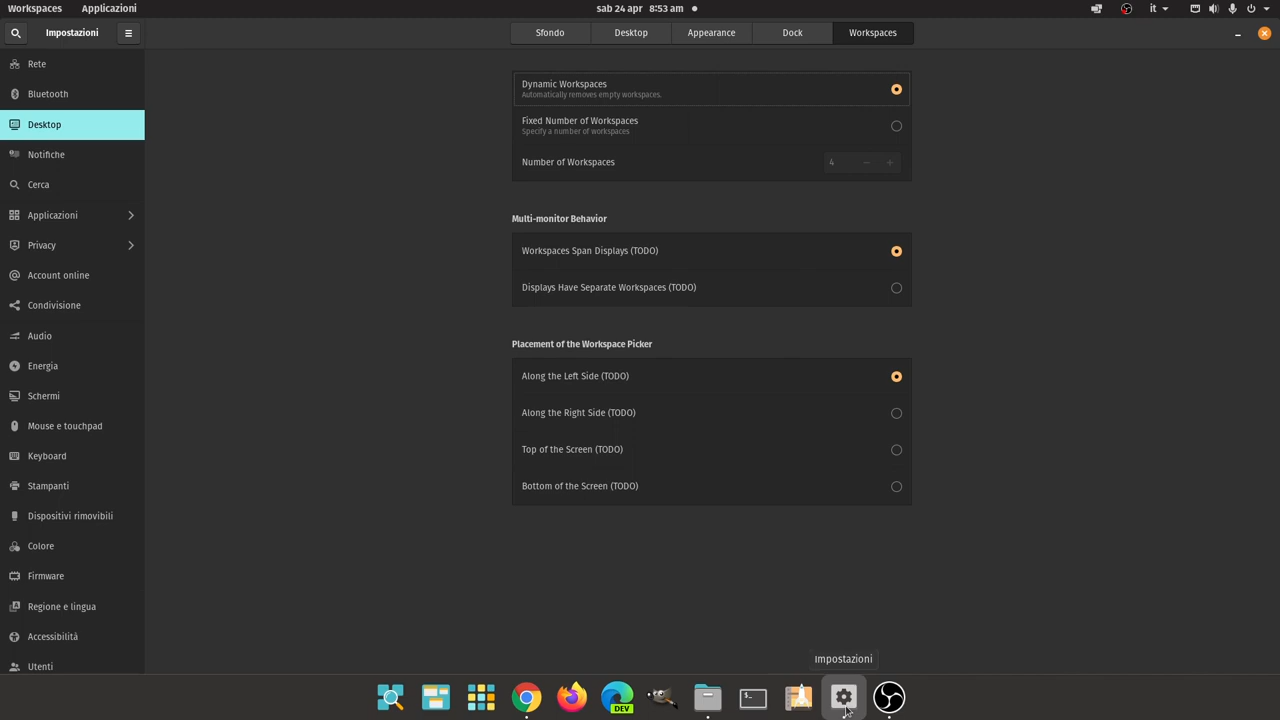 Workspaces
Applicazioni
sab 24 apr 8:53 am
it
Impostazioni
Sfondo
Desktop
Appearance
Dock
Workspaces
Rete
Bluetooth
Desktop
Notifiche
Cerca
Applicazioni
Privacy
Account online
Condivisione
Audio
Energia
Schermi
Mouse e touchpad
Keyboard
Stampanti
Dispositivi rimovibili
Colore
Firmware
Regione e lingua
Accessibilità
Utenti
Dynamic Workspaces
Automatically removes empty workspaces.
Fixed Number of Workspaces
Specify a number of workspaces
Number of Workspaces
4
Multi-monitor Behavior
Workspaces Span Displays (TODO)
Displays Have Separate Workspaces (TODO)
Placement of the Workspace Picker
Along the Left Side (TODO)
Along the Right Side (TODO)
Top of the Screen (TODO)
Bottom of the Screen (TODO)
Impostazioni
DEV